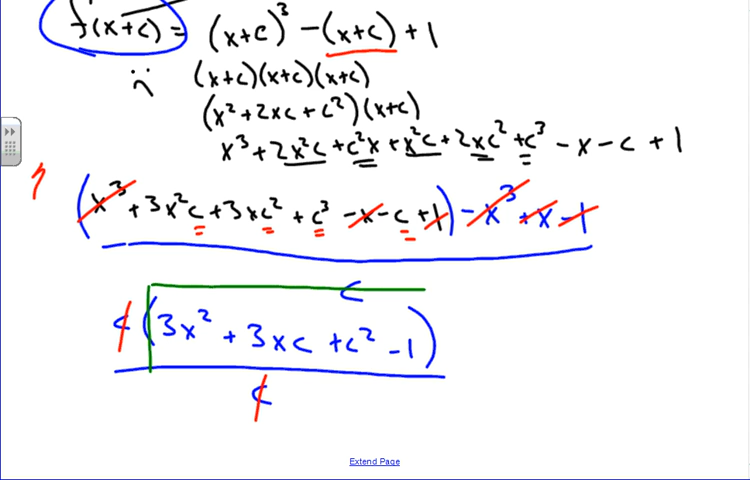 f(x+c) = (x+c)³ - (x+c) + 1
(x+c)(x+c)(x+c)
(x² + 2xc + c²)(x+c)
x³ + 2x²c + c²x + x²c + 2xc² + c³ - x - c + 1
(x³ + 3x²c + 3xc² + c³ - x - c + 1) - x³ + x - 1
c
c(3x² + 3xc + c² - 1)
c
Extend Page